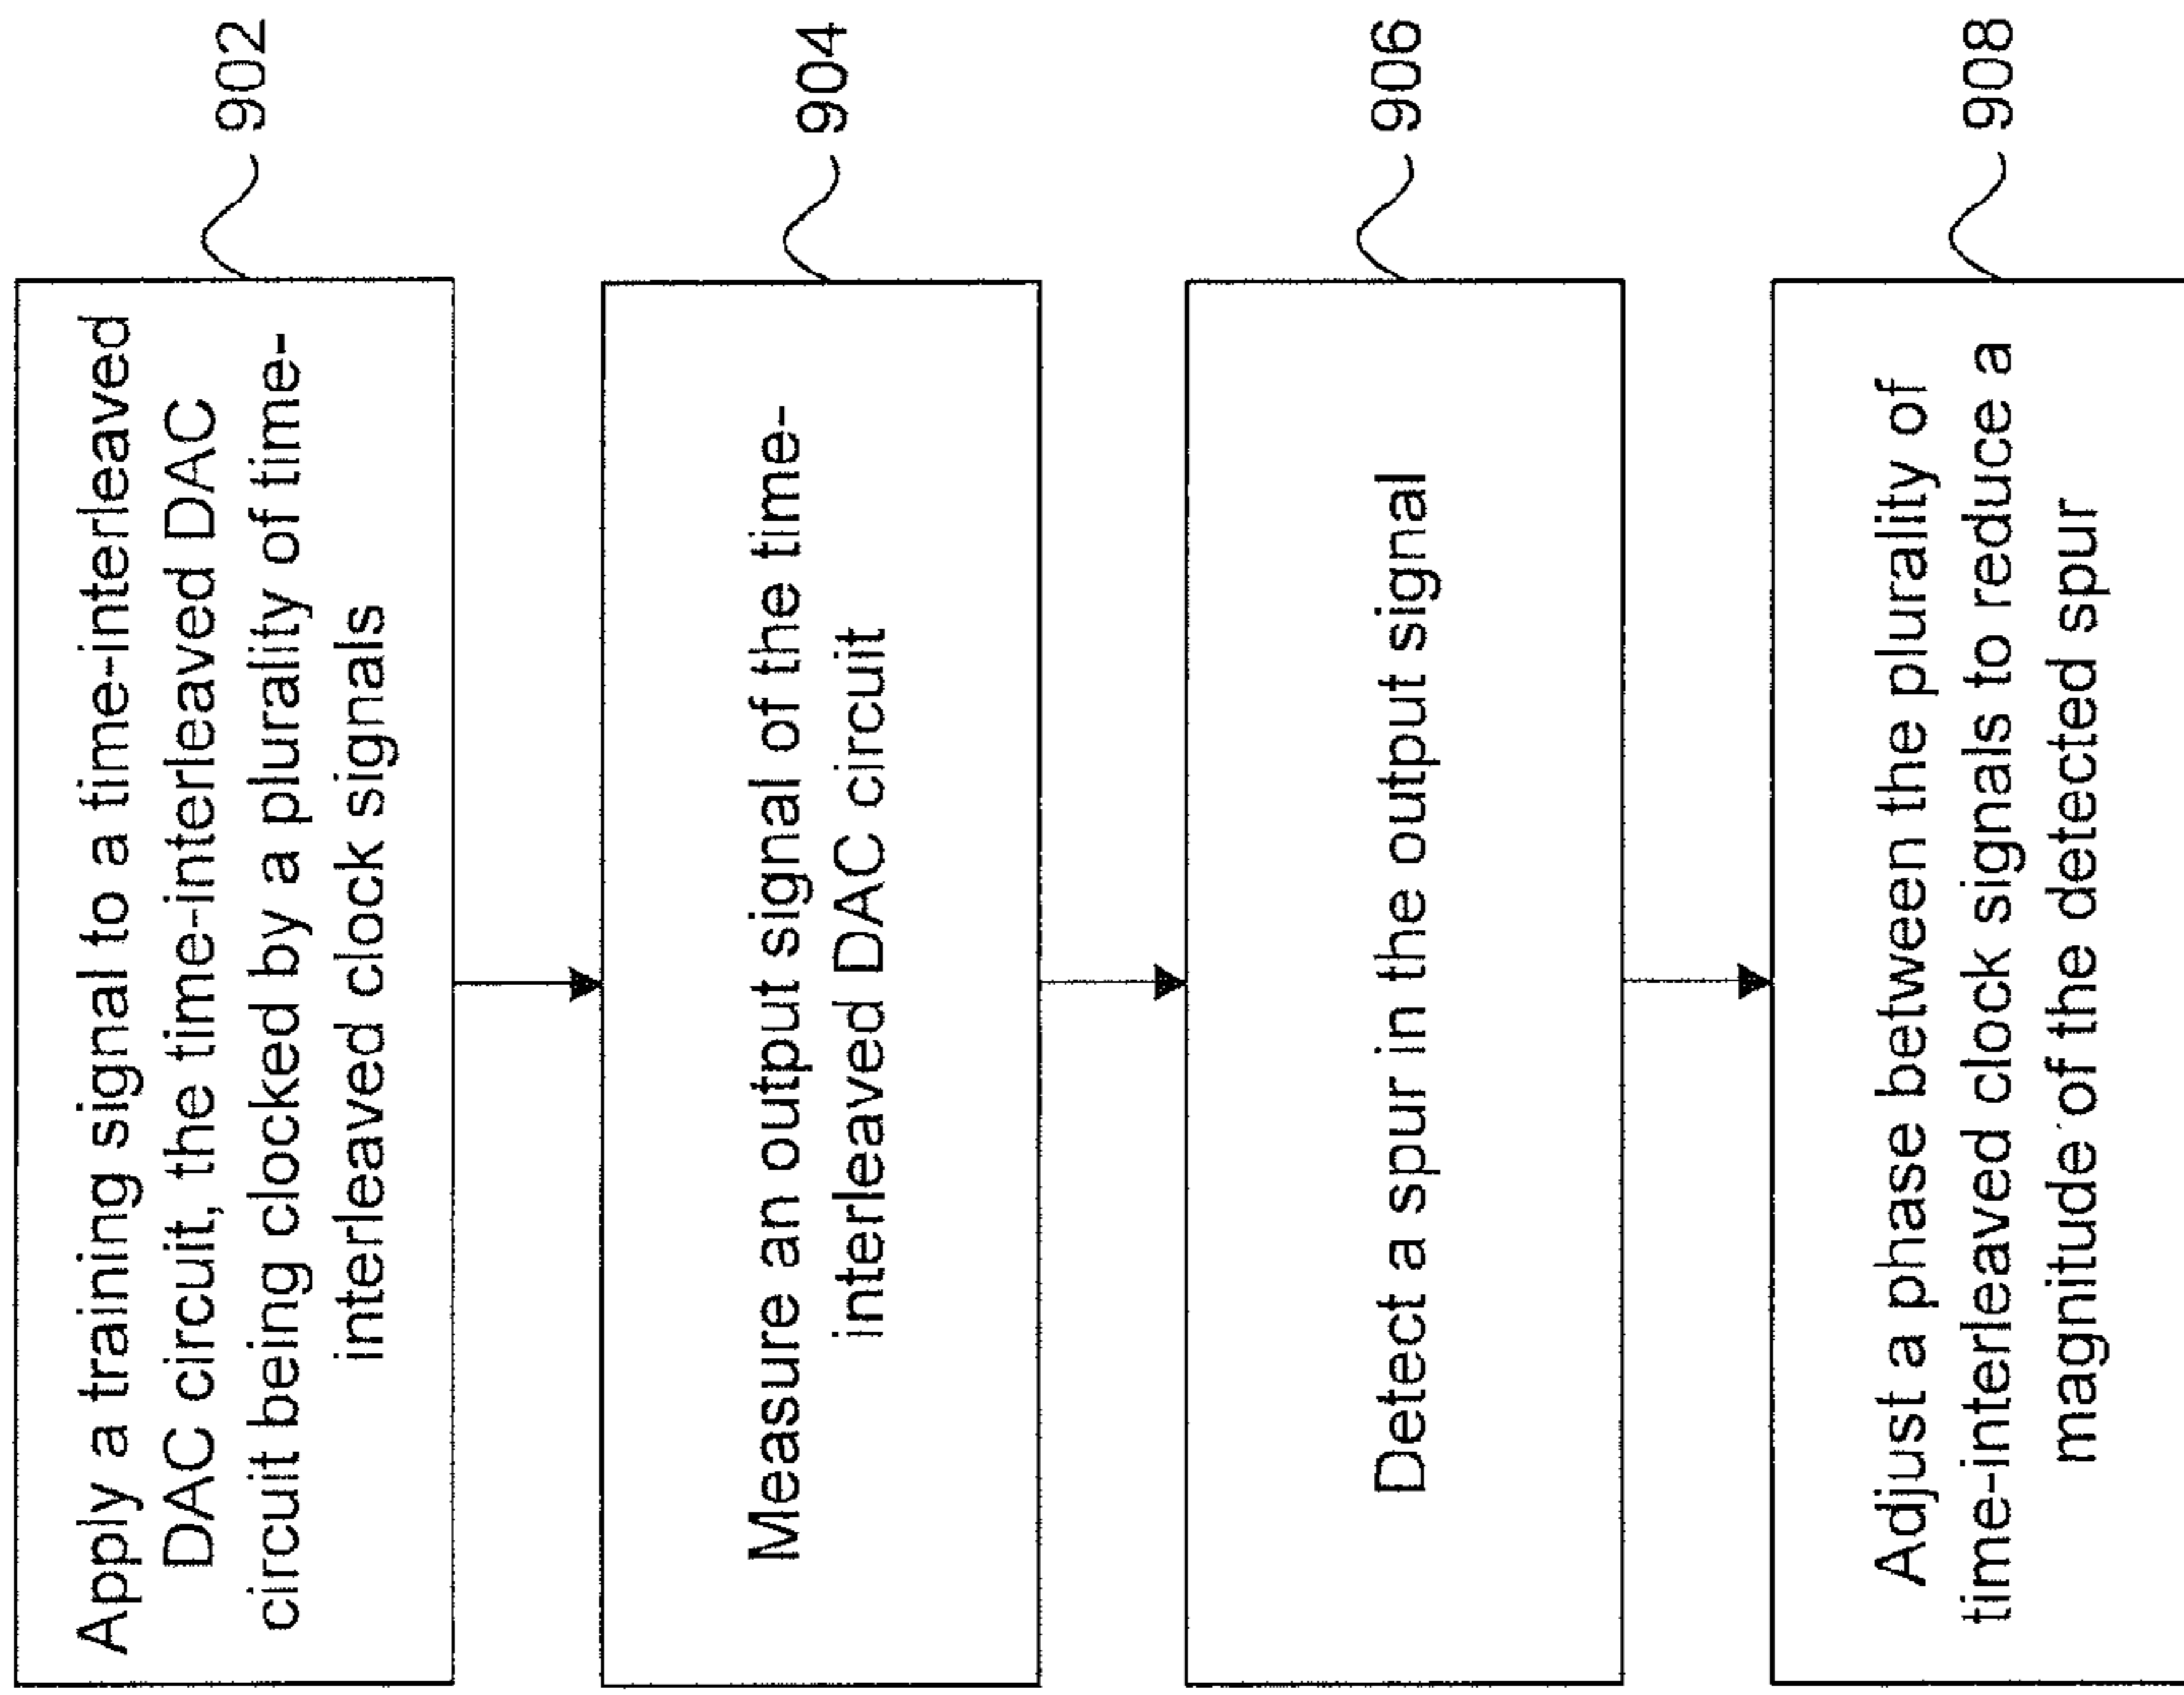 Apply a training signal to a time-interleaved
DAC circuit, the time-interleaved DAC
circuit being clocked by a plurality of time-
interleaved clock signals
902
Measure an output signal of the time-
interleaved DAC circuit
904
Detect a spur in the output signal
906
Adjust a phase between the plurality of
time-interleaved clock signals to reduce a
magnitude of the detected spur
908